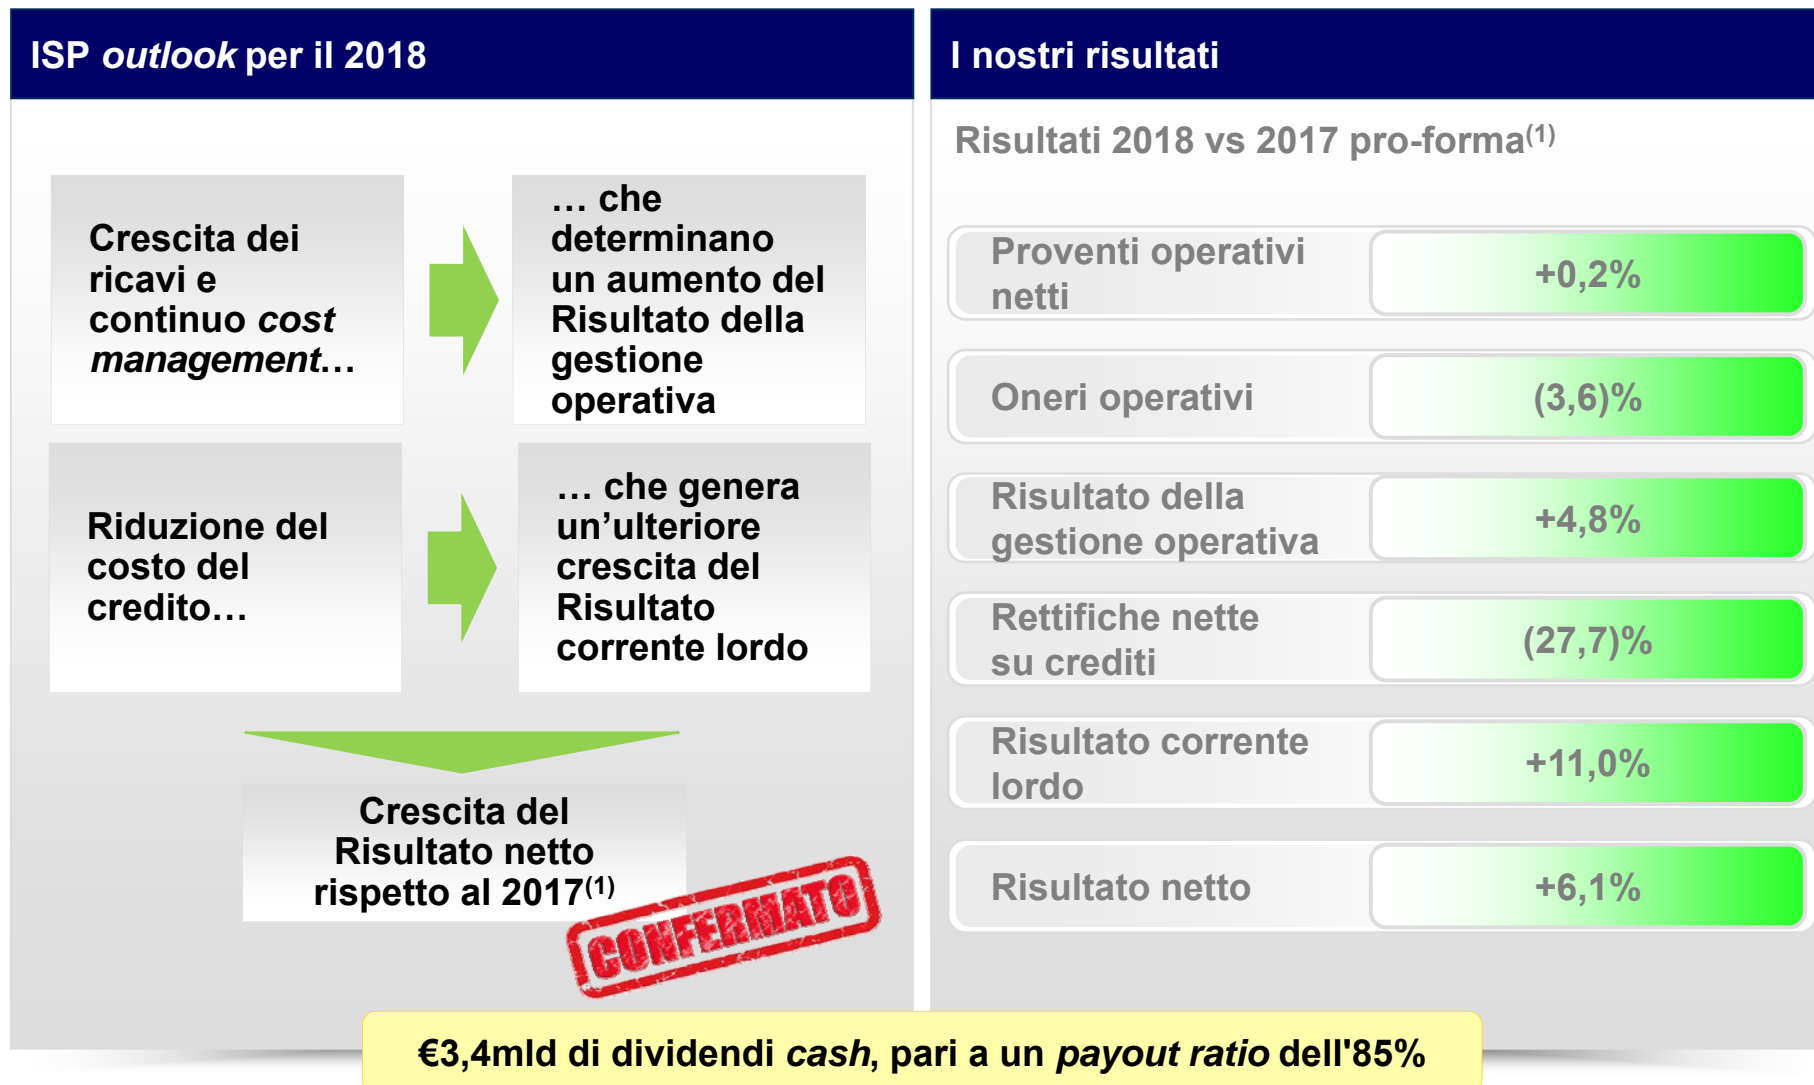 ISP outlook per il 2018
Crescita dei
ricavi e
continuo cost
management…
… che
determinano
un aumento del
Risultato della
gestione
operativa
Riduzione del
costo del
credito…
… che genera
un’ulteriore
crescita del
Risultato
corrente lordo
Crescita del
Risultato netto
rispetto al 2017(1)
CONFERMATO
I nostri risultati
Risultati 2018 vs 2017 pro-forma(1)
Proventi operativi
netti
+0,2%
Oneri operativi
(3,6)%
Risultato della
gestione operativa
+4,8%
Rettifiche nette
su crediti
(27,7)%
Risultato corrente
lordo
+11,0%
Risultato netto
+6,1%
€3,4mld di dividendi cash, pari a un payout ratio dell'85%